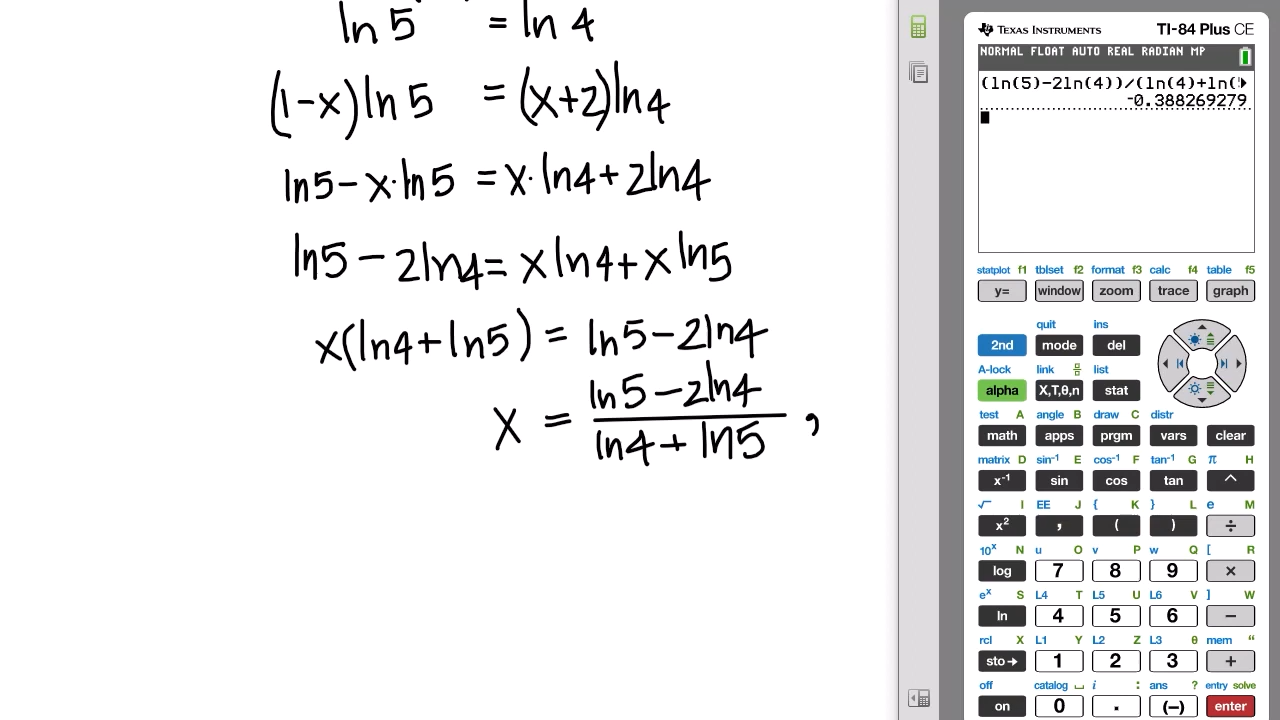 ln 5 = ln 4
(1-x)ln 5 = (x+2)ln4
ln5 - x·ln5 = x·ln4 + 2ln4
ln5 - 2ln4 = x ln4 + x ln5
x(ln4 + ln5) = ln5 - 2ln4
x = (ln5 - 2ln4)/(ln4 + ln5) ,
TEXAS INSTRUMENTS TI-84 Plus CE
NORMAL FLOAT AUTO REAL RADIAN MP
(ln(5)-2ln(4))/(ln(4)+ln(
-0.388269279
statplot f1 tblset f2 format f3 calc f4 table f5
y= window zoom trace graph
quit ins
2nd mode del
A-lock link list
alpha X,T,θ,n stat
test A angle B draw C distr
math apps prgm vars clear
matrix D sin⁻¹ E cos⁻¹ F tan⁻¹ G π H
x⁻¹ sin cos tan ^
√ I EE J { K } L e M
x² , ( ) ÷
10ˣ N u O v P w Q [ R
log 7 8 9 ×
eˣ S L4 T L5 U L6 V ] W
ln 4 5 6 −
rcl X L1 Y L2 Z L3 θ mem “
sto→ 1 2 3 +
off catalog ⎵ i : ans ? entry solve
on 0 . (−) enter